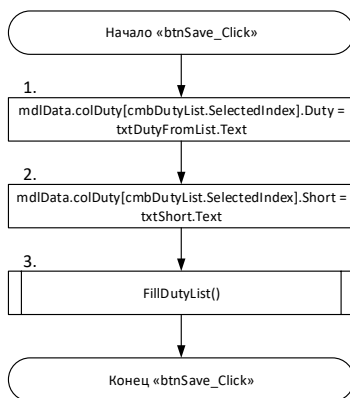 Начало «btnSave_Click»
1.
mdlData.colDuty[cmbDutyList.SelectedIndex].Duty =
txtDutyFromList.Text
2.
mdlData.colDuty[cmbDutyList.SelectedIndex].Short =
txtShort.Text
3.
FillDutyList()
Конец «btnSave_Click»